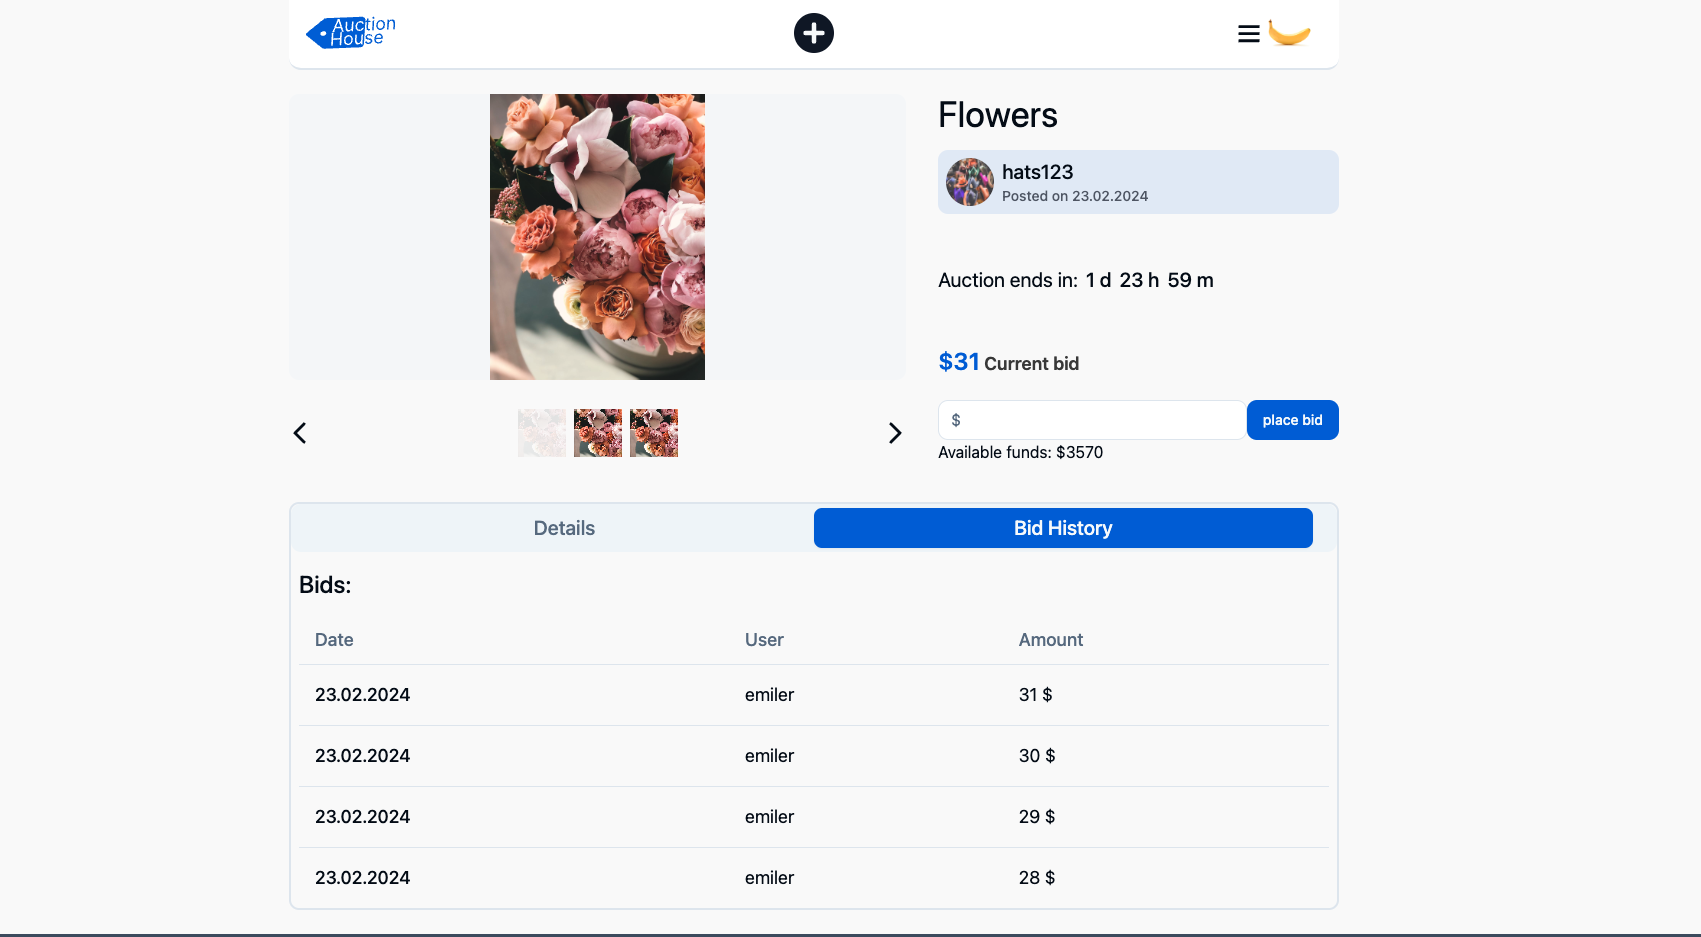 Auction
House
Flowers
hats123
Posted on 23.02.2024
Auction ends in: 1 d 23 h 59 m
$31 Current bid
$
place bid
Available funds: $3570
Details
Bid History
Bids:
Date User Amount
23.02.2024 emiler 31 $
23.02.2024 emiler 30 $
23.02.2024 emiler 29 $
23.02.2024 emiler 28 $